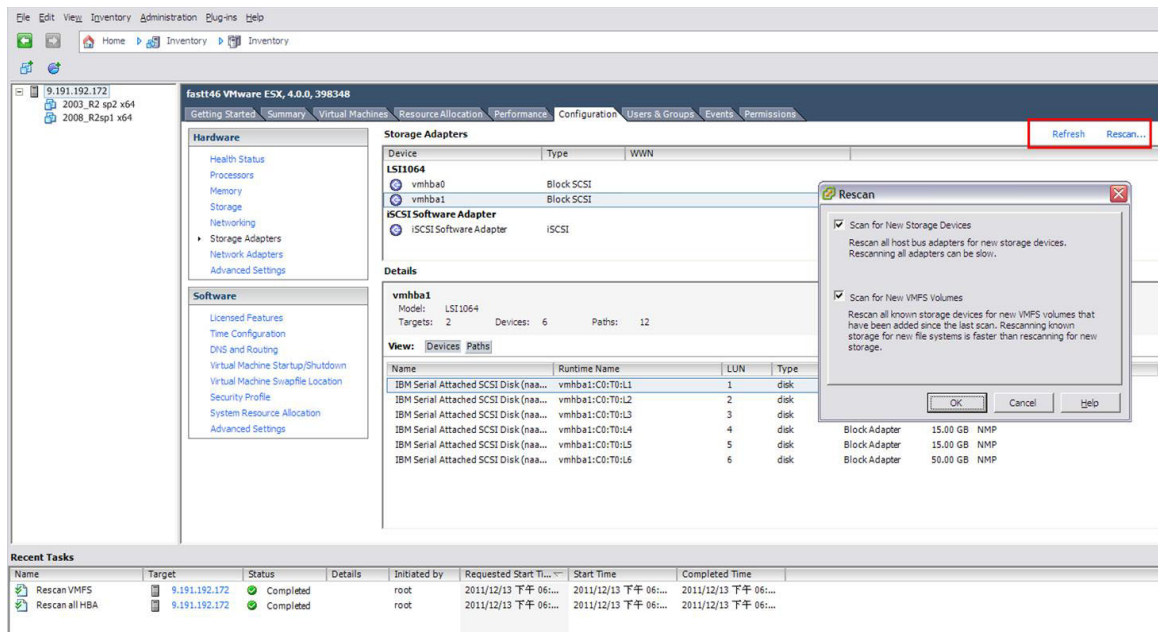 File Edit View Inventory Administration Plug-ins Help
Home Inventory Inventory
9.191.192.172
2003_R2 sp2 x64
2008_R2sp1 x64
fastt46 VMware ESX, 4.0.0, 398348
Getting Started Summary Virtual Machines Resource Allocation Performance Configuration Users & Groups Events Permissions
Hardware
Health Status
Processors
Memory
Storage
Networking
Storage Adapters
Network Adapters
Advanced Settings
Software
Licensed Features
Time Configuration
DNS and Routing
Virtual Machine Startup/Shutdown
Virtual Machine Swapfile Location
Security Profile
System Resource Allocation
Advanced Settings
Storage Adapters
Refresh Rescan...
Device Type WWN
LSI1064
vmhba0 Block SCSI
vmhba1 Block SCSI
iSCSI Software Adapter
iSCSI Software Adapter iSCSI
Details
vmhba1
Model: LSI1064
Targets: 2 Devices: 6 Paths: 12
View: Devices Paths
Name Runtime Name LUN Type
IBM Serial Attached SCSI Disk (naa... vmhba1:C0:T0:L1 1 disk
IBM Serial Attached SCSI Disk (naa... vmhba1:C0:T0:L2 2 disk
IBM Serial Attached SCSI Disk (naa... vmhba1:C0:T0:L3 3 disk
IBM Serial Attached SCSI Disk (naa... vmhba1:C0:T0:L4 4 disk Block Adapter 15.00 GB NMP
IBM Serial Attached SCSI Disk (naa... vmhba1:C0:T0:L5 5 disk Block Adapter 15.00 GB NMP
IBM Serial Attached SCSI Disk (naa... vmhba1:C0:T0:L6 6 disk Block Adapter 50.00 GB NMP
Rescan
Scan for New Storage Devices
Rescan all host bus adapters for new storage devices.
Rescanning all adapters can be slow.
Scan for New VMFS Volumes
Rescan all known storage devices for new VMFS volumes that
have been added since the last scan. Rescanning known
storage for new file systems is faster than rescanning for new
storage.
OK Cancel Help
Recent Tasks
Name Target Status Details Initiated by Requested Start Ti... Start Time Completed Time
Rescan VMFS 9.191.192.172 Completed root 2011/12/13 下午 06:... 2011/12/13 下午 06:... 2011/12/13 下午 06:...
Rescan all HBA 9.191.192.172 Completed root 2011/12/13 下午 06:... 2011/12/13 下午 06:... 2011/12/13 下午 06:...